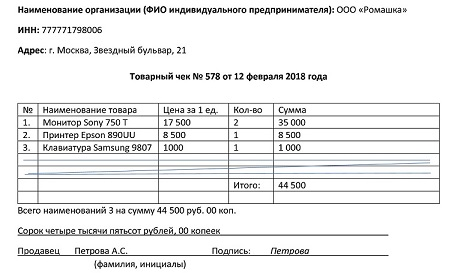 Наименование организации (ФИО индивидуального предпринимателя): ООО «Ромашка»
ИНН: 777771798006
Адрес: г. Москва, Звездный бульвар, 21
Товарный чек № 578 от 12 февраля 2018 года
№ Наименование товара Цена за 1 ед. Кол-во Сумма
1. Монитор Sony 750 T 17 500 2 35 000
2. Принтер Epson 890UU 8 500 1 8 500
3. Клавиатура Samsung 9807 1000 1 1 000
Итого: 44 500
Всего наименований 3 на сумму 44 500 руб. 00 коп.
Сорок четыре тысячи пятьсот рублей, 00 копеек
Продавец Петрова А.С. Подпись: Петрова
(фамилия, инициалы)